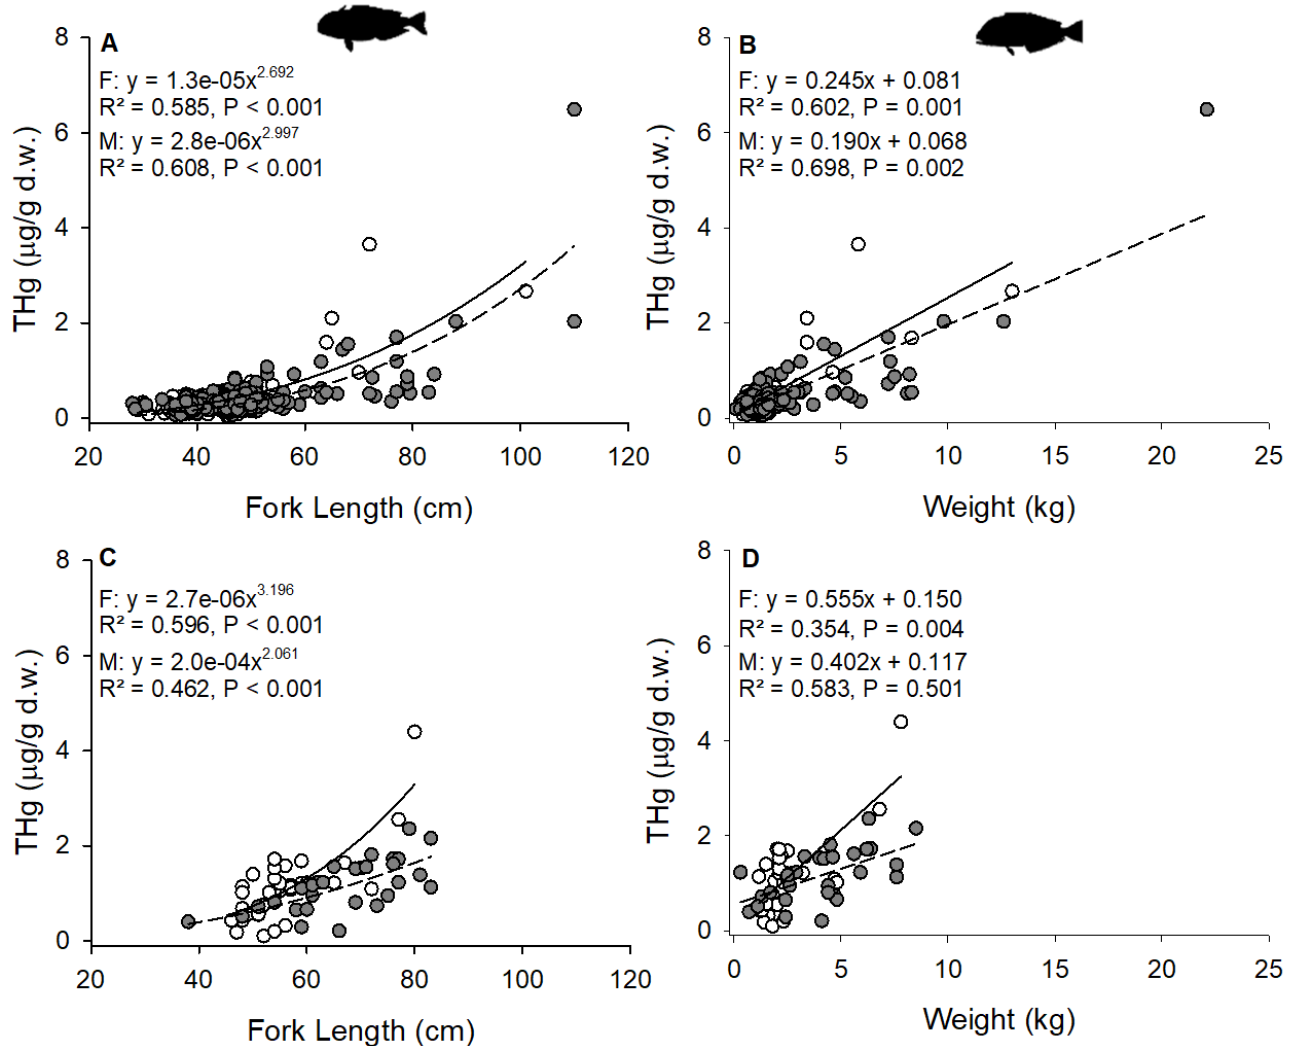 A
F: y = 1.3e-05x^2.692
R² = 0.585, P < 0.001
M: y = 2.8e-06x^2.997
R² = 0.608, P < 0.001
8
6
4
2
0
THg (µg/g d.w.)
20 40 60 80 100 120
Fork Length (cm)
B
F: y = 0.245x + 0.081
R² = 0.602, P = 0.001
M: y = 0.190x + 0.068
R² = 0.698, P = 0.002
8
6
4
2
0
THg (µg/g d.w.)
0 5 10 15 20 25
Weight (kg)
C
F: y = 2.7e-06x^3.196
R² = 0.596, P < 0.001
M: y = 2.0e-04x^2.061
R² = 0.462, P < 0.001
8
6
4
2
0
THg (µg/g d.w.)
20 40 60 80 100 120
Fork Length (cm)
D
F: y = 0.555x + 0.150
R² = 0.354, P = 0.004
M: y = 0.402x + 0.117
R² = 0.583, P = 0.501
8
6
4
2
0
THg (µg/g d.w.)
0 5 10 15 20 25
Weight (kg)